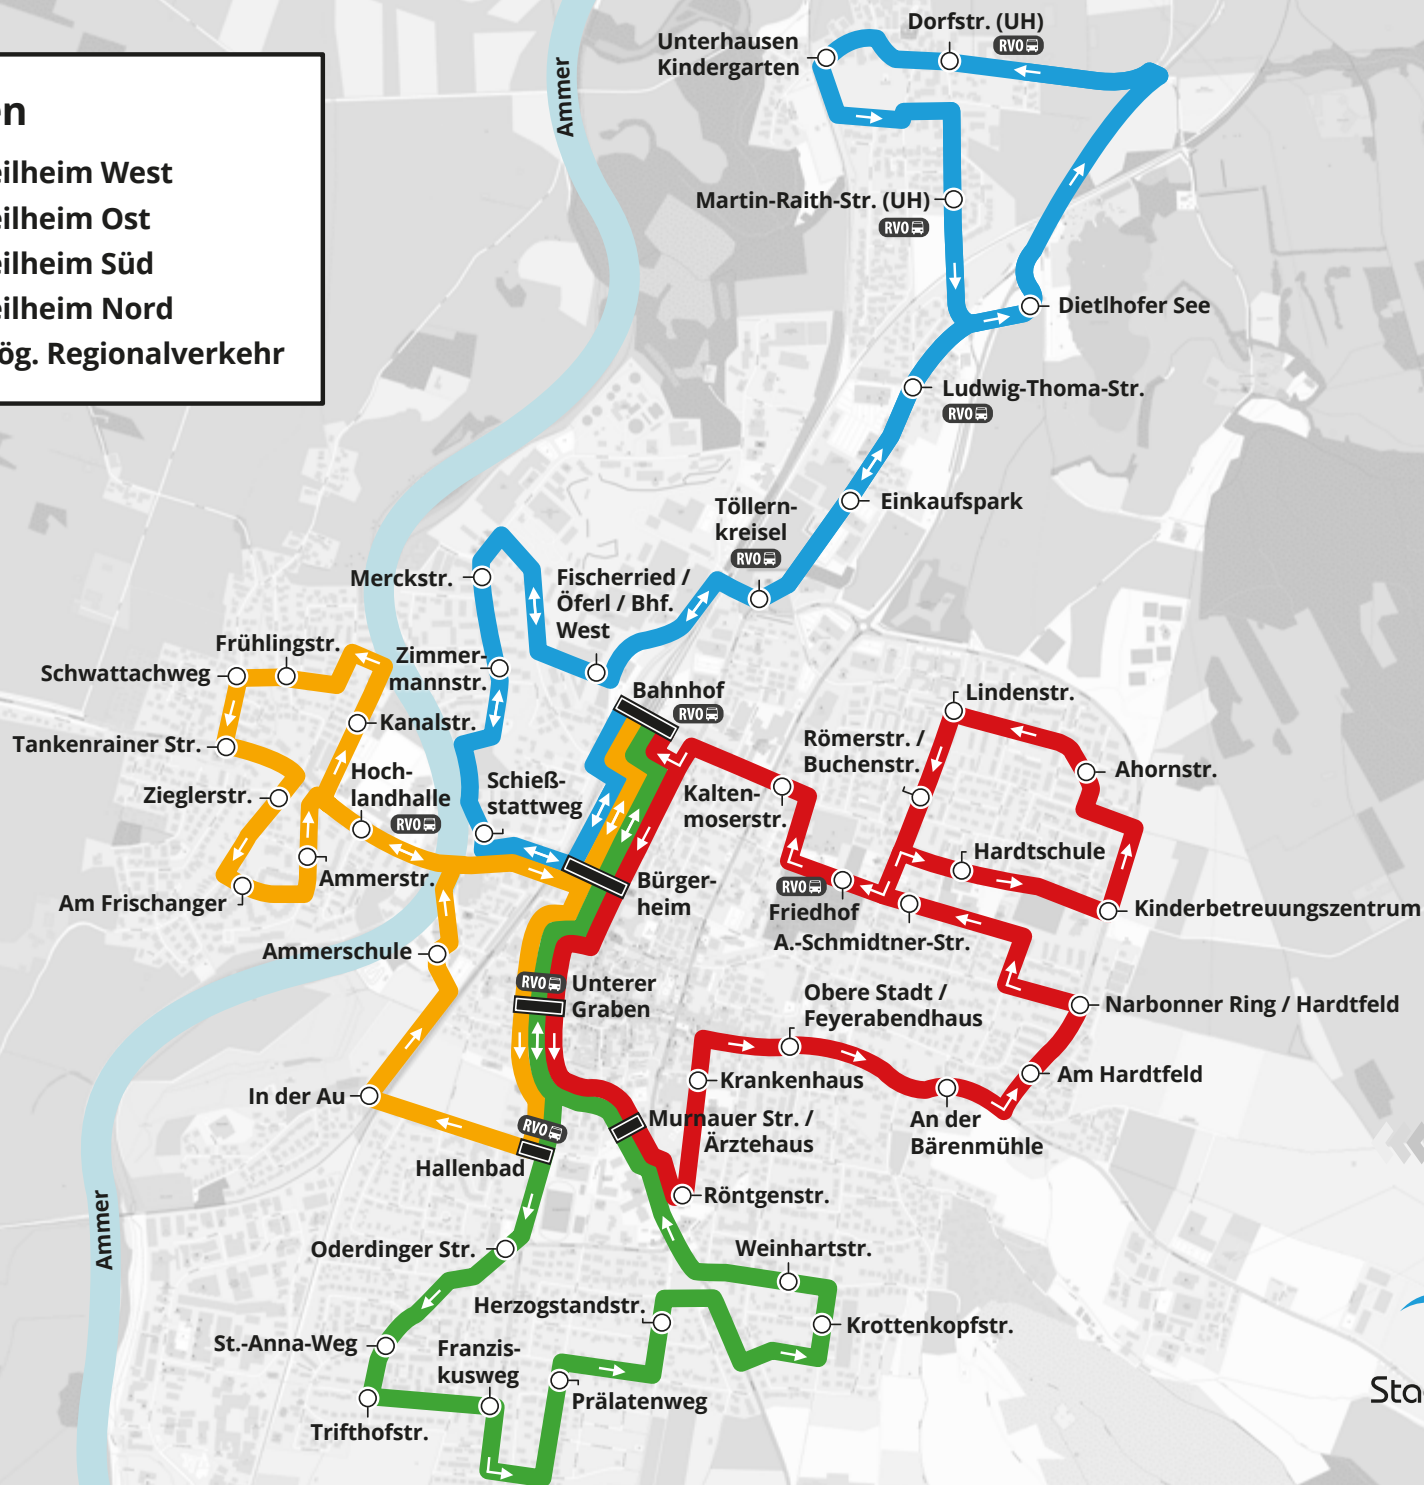 en
eilheim West
eilheim Ost
eilheim Süd
eilheim Nord
ög. Regionalverkehr
Ammer
Unterhausen
Kindergarten
Dorfstr. (UH)
RVO
Martin-Raith-Str. (UH)
RVO
Dietlhofer See
Ludwig-Thoma-Str.
RVO
Einkaufspark
Töllern-
kreisel
RVO
Merckstr.
Fischerried /
Öferl / Bhf.
West
Zimmer-
mannstr.
Frühlingstr.
Schwattachweg
Kanalstr.
Tankenrainer Str.
Zieglerstr.
Hoch-
landhalle
RVO
Schieß-
stattweg
Ammerstr.
Am Frischanger
Bahnhof
RVO
Kalten-
moserstr.
Römerstr. /
Buchenstr.
Lindenstr.
Ahornstr.
Hardtschule
Kinderbetreuungszentrum
RVO
Friedhof
A.-Schmidtner-Str.
Bürger-
heim
Ammerschule
RVO
Unterer
Graben
Obere Stadt /
Feyerabendhaus
Narbonner Ring / Hardtfeld
Krankenhaus
Am Hardtfeld
An der
Bärenmühle
In der Au
RVO
Hallenbad
Murnauer Str. /
Ärztehaus
Röntgenstr.
Ammer
Oderdinger Str.
Weinhartstr.
Herzogstandstr.
Krottenkopfstr.
St.-Anna-Weg
Franzis-
kusweg
Prälatenweg
Trifthofstr.
Sta